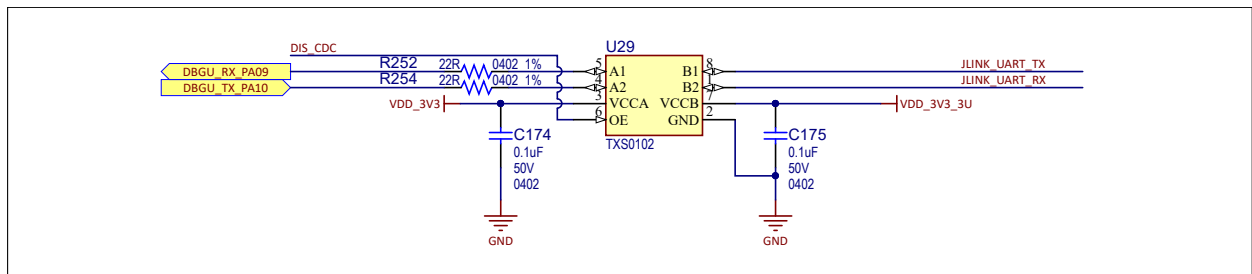 U29
DIS_CDC
R252 22R 0402 1% 5 A1 B1 8 JLINK_UART_TX
DBGU_RX_PA09
R254 22R 0402 1% 4 A2 B2 1 JLINK_UART_RX
DBGU_TX_PA10
VDD_3V3 3 VCCA VCCB 7 VDD_3V3_3U
6 OE GND 2
TXS0102
C174 C175
0.1uF 0.1uF
50V 50V
0402 0402
GND GND